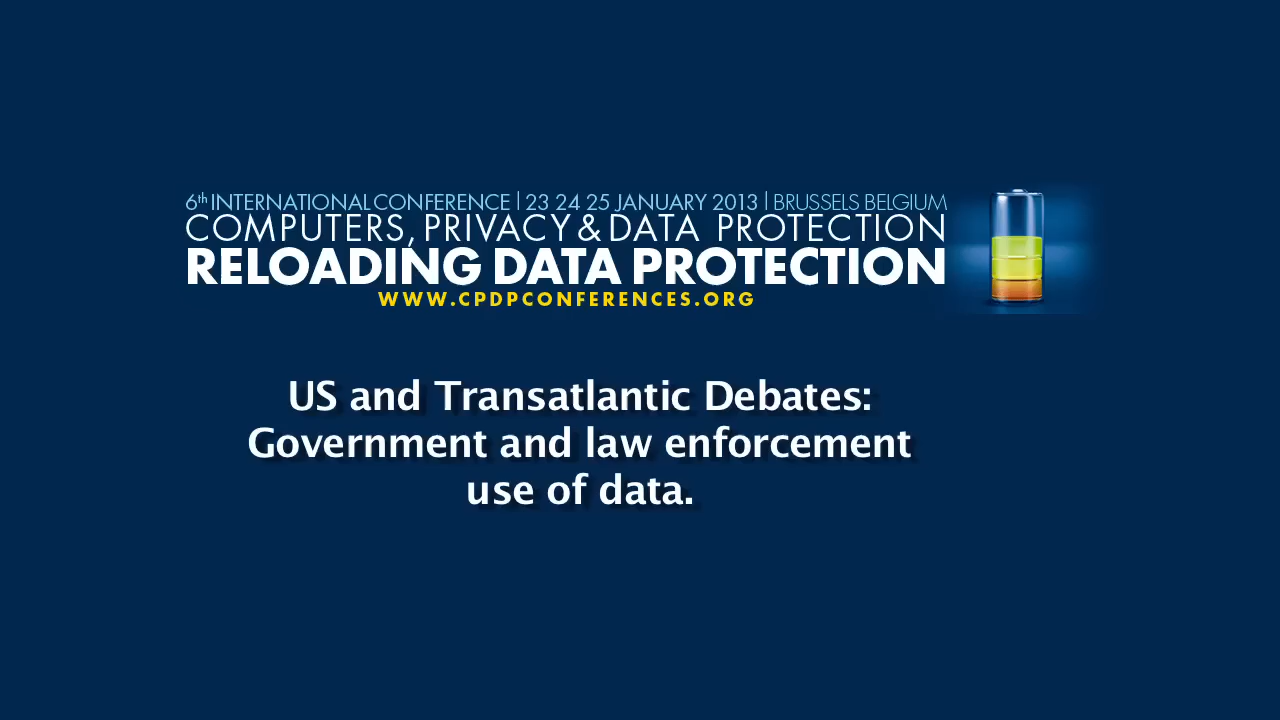 6th INTERNATIONAL CONFERENCE | 23 24 25 JANUARY 2013 | BRUSSELS BELGIUM
COMPUTERS, PRIVACY & DATA PROTECTION
RELOADING DATA PROTECTION
WWW.CPDPCONFERENCES.ORG
US and Transatlantic Debates:
Government and law enforcement
use of data.